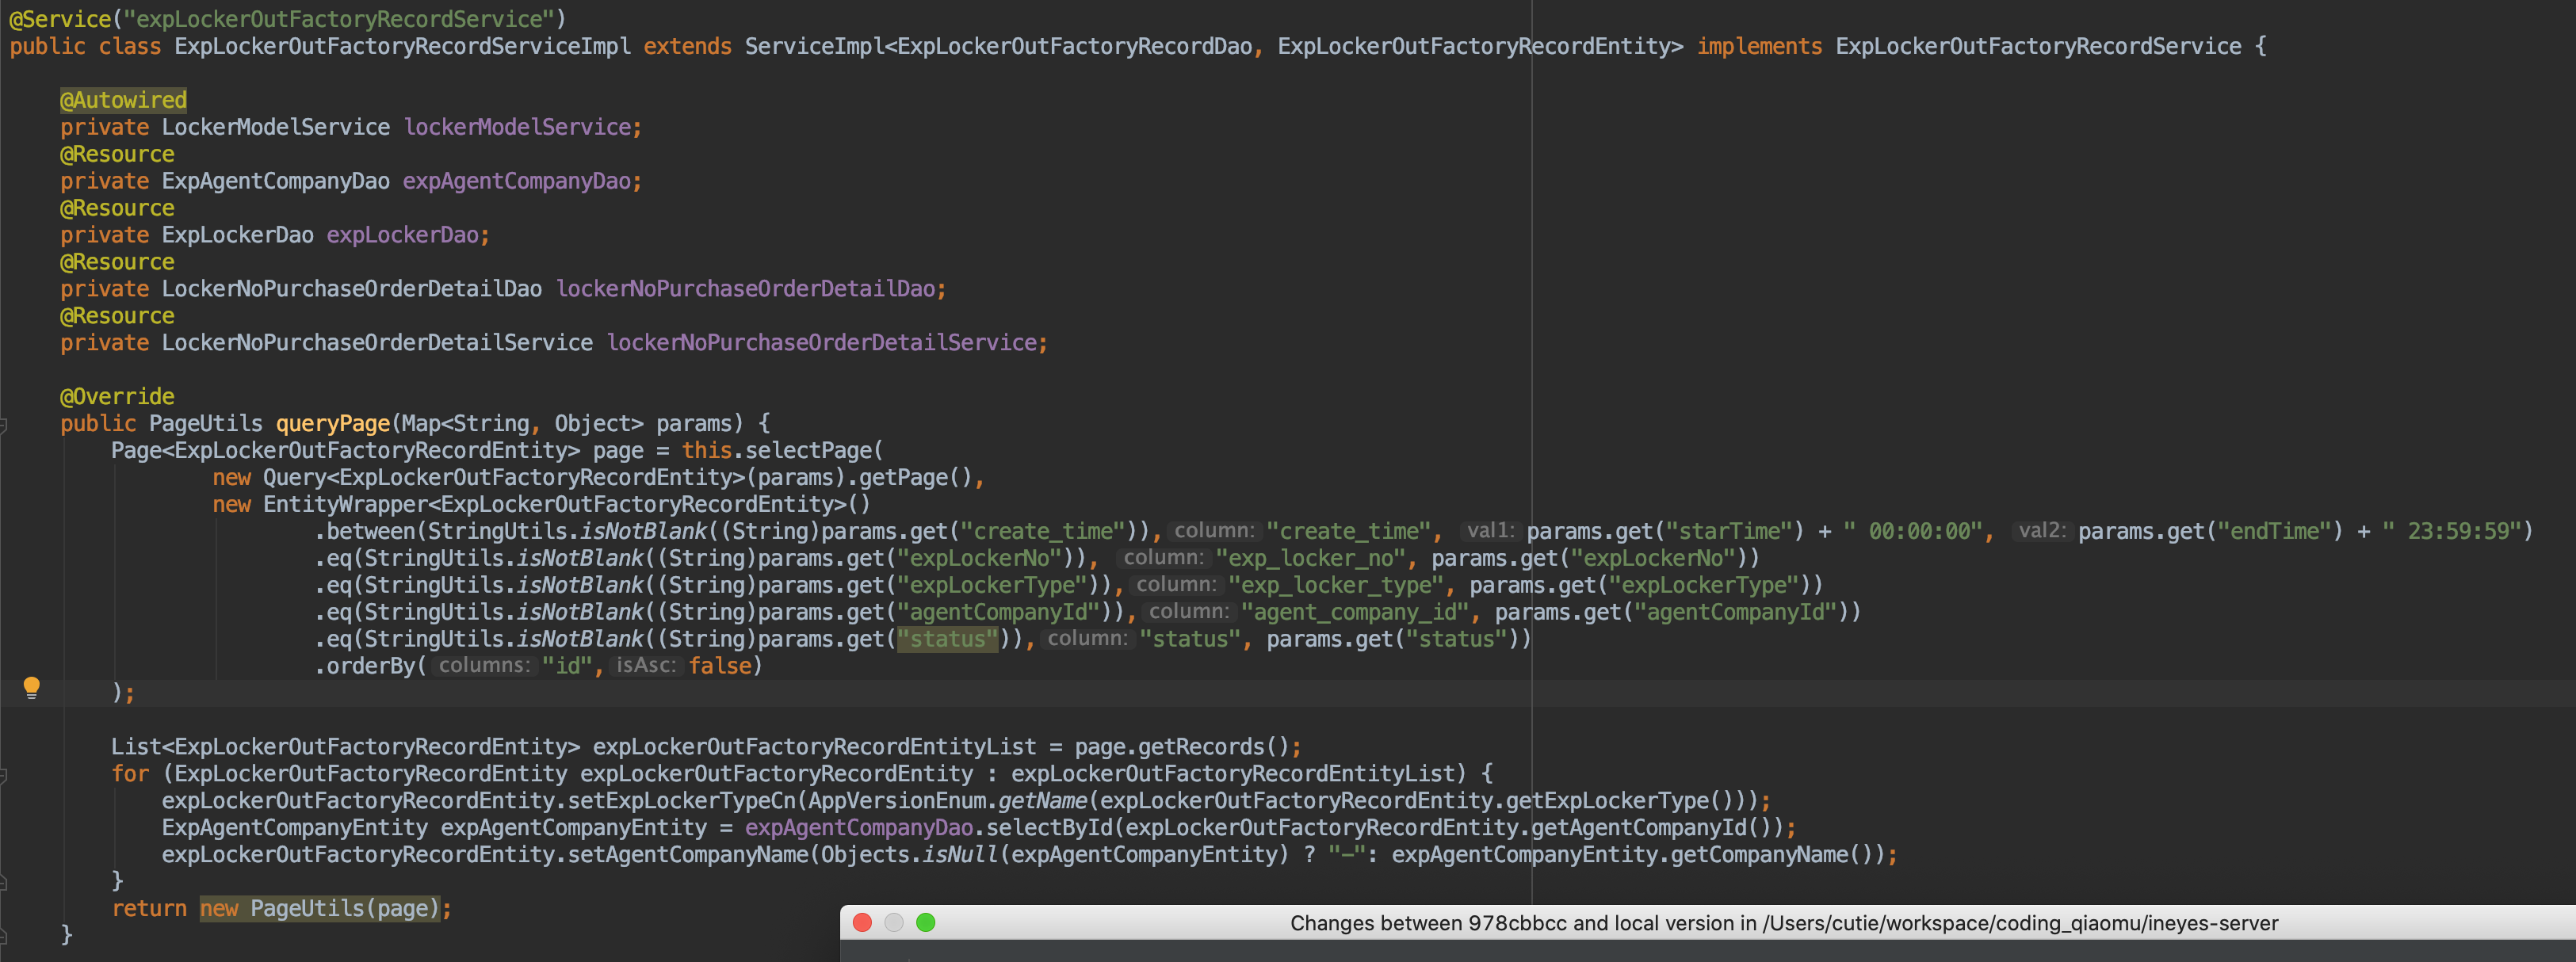 @Service("expLockerOutFactoryRecordService")
public class ExpLockerOutFactoryRecordServiceImpl extends ServiceImpl<ExpLockerOutFactoryRecordDao, ExpLockerOutFactoryRecordEntity> implements ExpLockerOutFactoryRecordService {
@Autowired
private LockerModelService lockerModelService;
@Resource
private ExpAgentCompanyDao expAgentCompanyDao;
@Resource
private ExpLockerDao expLockerDao;
@Resource
private LockerNoPurchaseOrderDetailDao lockerNoPurchaseOrderDetailDao;
@Resource
private LockerNoPurchaseOrderDetailService lockerNoPurchaseOrderDetailService;
@Override
public PageUtils queryPage(Map<String, Object> params) {
Page<ExpLockerOutFactoryRecordEntity> page = this.selectPage(
new Query<ExpLockerOutFactoryRecordEntity>(params).getPage(),
new EntityWrapper<ExpLockerOutFactoryRecordEntity>()
.between(StringUtils.isNotBlank((String)params.get("create_time")), column: "create_time", val1: params.get("starTime") + " 00:00:00", val2: params.get("endTime") + " 23:59:59")
.eq(StringUtils.isNotBlank((String)params.get("expLockerNo")), column: "exp_locker_no", params.get("expLockerNo"))
.eq(StringUtils.isNotBlank((String)params.get("expLockerType")), column: "exp_locker_type", params.get("expLockerType"))
.eq(StringUtils.isNotBlank((String)params.get("agentCompanyId")), column: "agent_company_id", params.get("agentCompanyId"))
.eq(StringUtils.isNotBlank((String)params.get("status")), column: "status", params.get("status"))
.orderBy( columns: "id", isAsc: false)
);
List<ExpLockerOutFactoryRecordEntity> expLockerOutFactoryRecordEntityList = page.getRecords();
for (ExpLockerOutFactoryRecordEntity expLockerOutFactoryRecordEntity : expLockerOutFactoryRecordEntityList) {
expLockerOutFactoryRecordEntity.setExpLockerTypeCn(AppVersionEnum.getName(expLockerOutFactoryRecordEntity.getExpLockerType()));
ExpAgentCompanyEntity expAgentCompanyEntity = expAgentCompanyDao.selectById(expLockerOutFactoryRecordEntity.getAgentCompanyId());
expLockerOutFactoryRecordEntity.setAgentCompanyName(Objects.isNull(expAgentCompanyEntity) ? "-": expAgentCompanyEntity.getCompanyName());
}
return new PageUtils(page);
}
Changes between 978cbbcc and local version in /Users/cutie/workspace/coding_qiaomu/ineyes-server